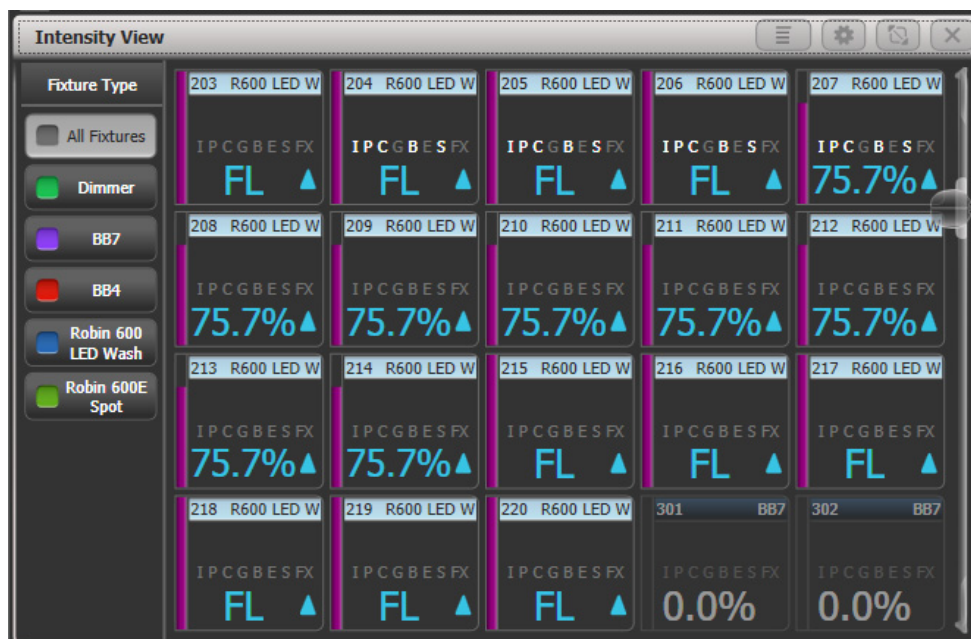 Intensity View
Fixture Type
All Fixtures
Dimmer
BB7
BB4
Robin 600
LED Wash
Robin 600E
Spot
203 R600 LED W
IPCGBESFX
FL
204 R600 LED W
IPCGBESFX
FL
205 R600 LED W
IPCGBESFX
FL
206 R600 LED W
IPCGBESFX
FL
207 R600 LED W
IPCGBESFX
75.7%
208 R600 LED W
IPCGBESFX
75.7%
209 R600 LED W
IPCGBESFX
75.7%
210 R600 LED W
IPCGBESFX
75.7%
211 R600 LED W
IPCGBESFX
75.7%
212 R600 LED W
IPCGBESFX
75.7%
213 R600 LED W
IPCGBESFX
75.7%
214 R600 LED W
IPCGBESFX
75.7%
215 R600 LED W
IPCGBESFX
FL
216 R600 LED W
IPCGBESFX
FL
217 R600 LED W
IPCGBESFX
FL
218 R600 LED W
IPCGBESFX
FL
219 R600 LED W
IPCGBESFX
FL
220 R600 LED W
IPCGBESFX
FL
301 BB7
IPCGBESFX
0.0%
302 BB7
IPCGBESFX
0.0%